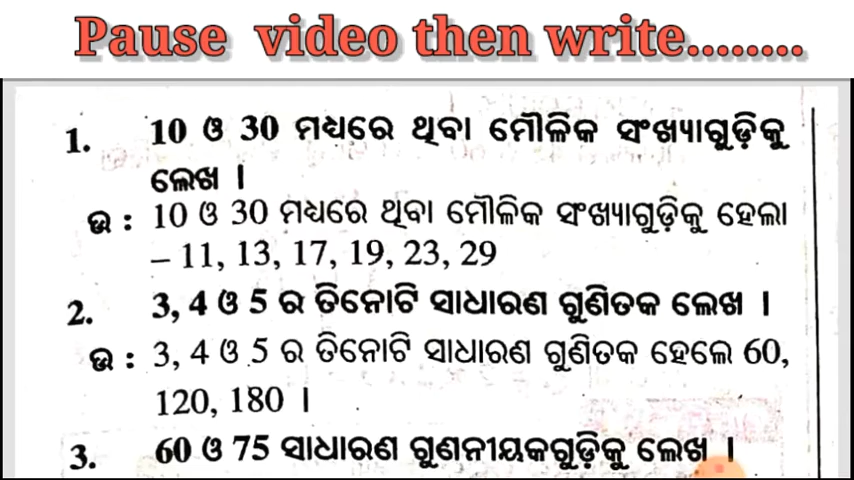 Pause video then write........
1. 10 ଓ 30 ମଧ୍ୟରେ ଥିବା ମୌଳିକ ସଂଖ୍ୟାଗୁଡ଼ିକୁ
ଲେଖ ।
ଉ : 10 ଓ 30 ମଧ୍ୟରେ ଥିବା ମୌଳିକ ସଂଖ୍ୟାଗୁଡ଼ିକୁ ହେଲା
– 11, 13, 17, 19, 23, 29
2. 3, 4 ଓ 5 ର ତିନୋଟି ସାଧାରଣ ଗୁଣିତକ ଲେଖ ।
ଉ : 3, 4 ଓ 5 ର ତିନୋଟି ସାଧାରଣ ଗୁଣିତକ ହେଲେ 60,
120, 180 ।
3. 60 ଓ 75 ସାଧାରଣ ଗୁଣନୀୟକଗୁଡ଼ିକୁ ଲେଖ ।